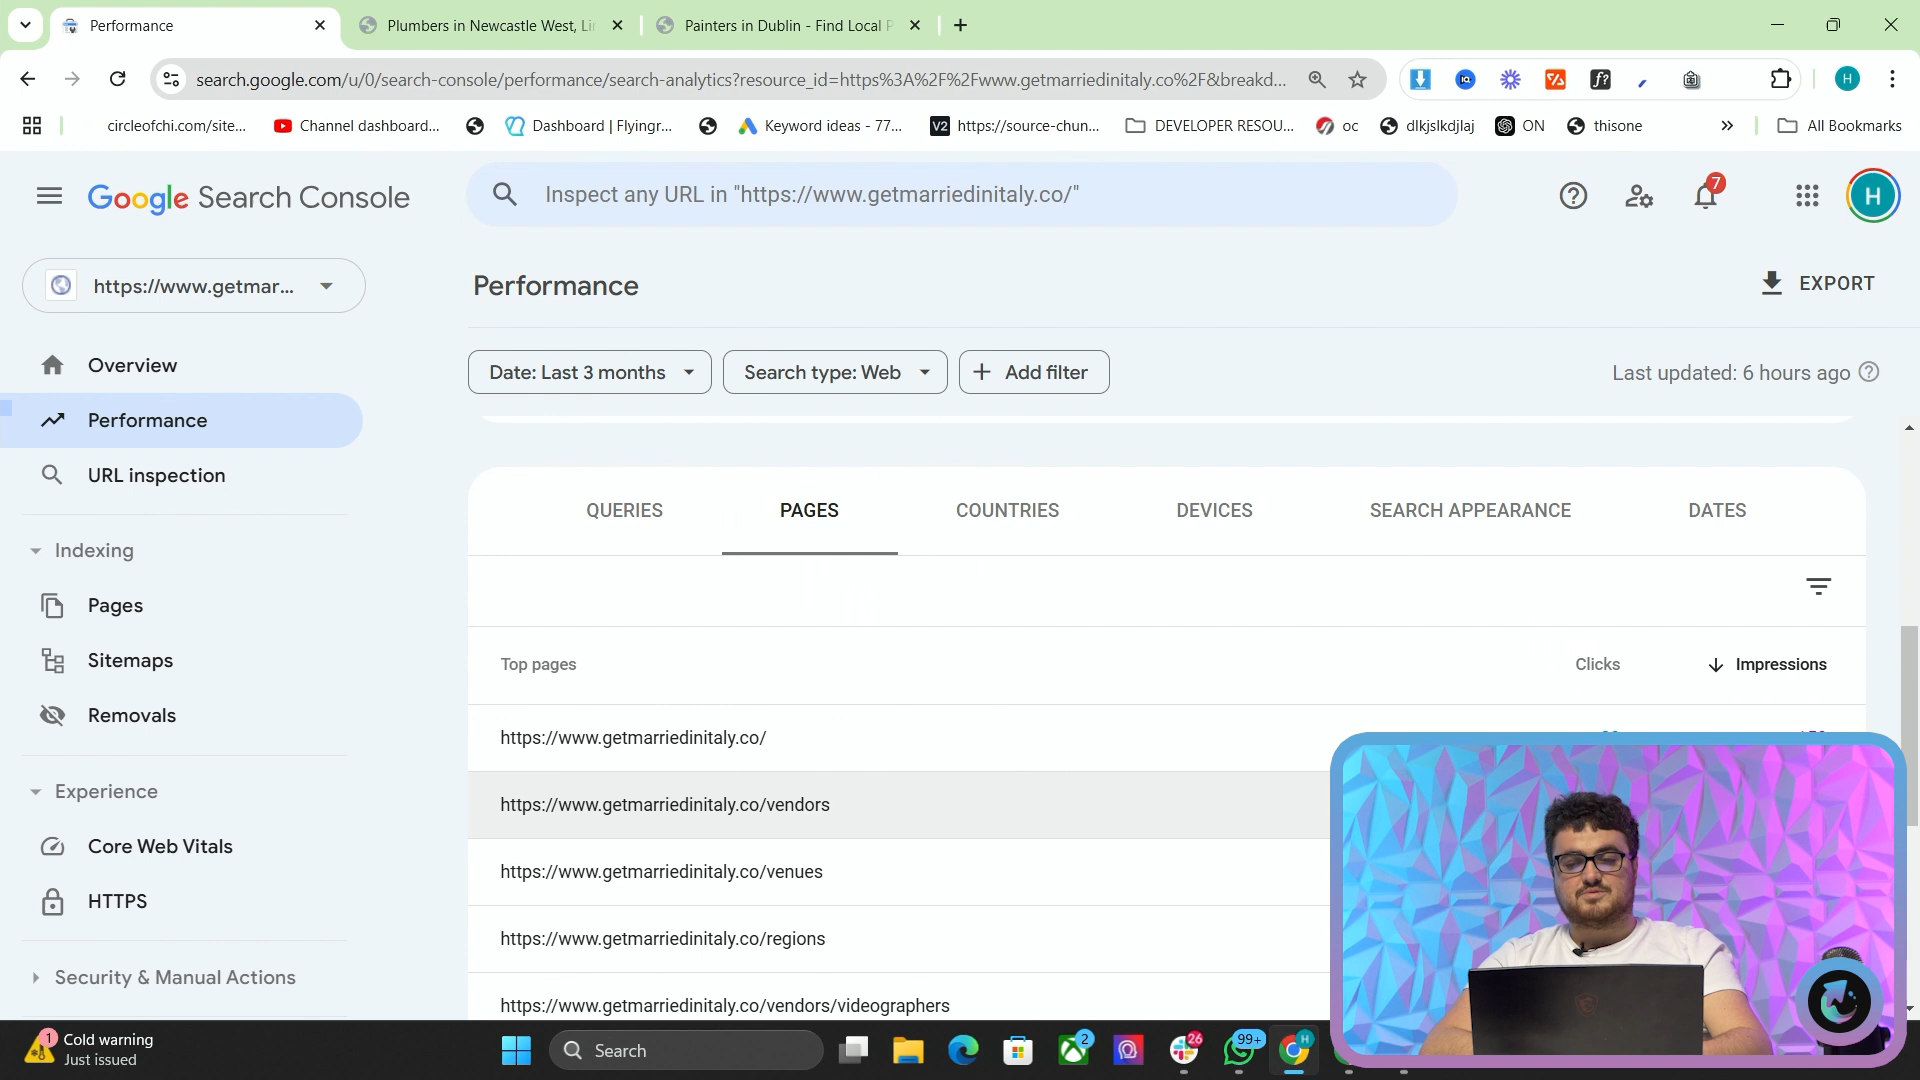 Performance
Plumbers in Newcastle West, Li
Painters in Dublin - Find Local P
search.google.com/u/0/search-console/performance/search-analytics?resource_id=https%3A%2F%2Fwww.getmarriedinitaly.co%2F&breakd...
H
circleofchi.com/site...
Channel dashboard...
Dashboard | Flyingr...
Keyword ideas - 77...
V2 https://source-chun...
DEVELOPER RESOU...
oc
dlkjslkdjlaj
ON
thisone
All Bookmarks
Google Search Console
Inspect any URL in "https://www.getmarriedinitaly.co/"
7
H
https://www.getmar...
Performance
EXPORT
Overview
Performance
URL inspection
Indexing
Pages
Sitemaps
Removals
Experience
Core Web Vitals
HTTPS
Security & Manual Actions
Date: Last 3 months
Search type: Web
Add filter
Last updated: 6 hours ago
QUERIES
PAGES
COUNTRIES
DEVICES
SEARCH APPEARANCE
DATES
Top pages
Clicks
Impressions
https://www.getmarriedinitaly.co/
https://www.getmarriedinitaly.co/vendors
https://www.getmarriedinitaly.co/venues
https://www.getmarriedinitaly.co/regions
https://www.getmarriedinitaly.co/vendors/videographers
1
Cold warning
Just issued
Search
2
26
99+
H